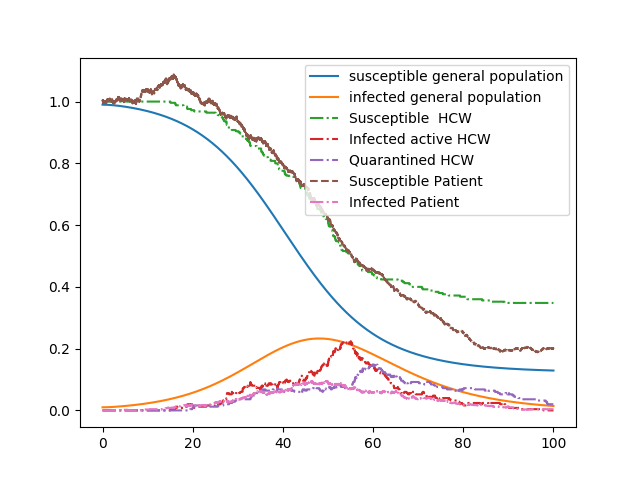 susceptible general population
infected general population
Susceptible  HCW
Infected active HCW
Quarantined HCW
Susceptible Patient
Infected Patient
1.0
0.8
0.6
0.4
0.2
0.0
0 20 40 60 80 100